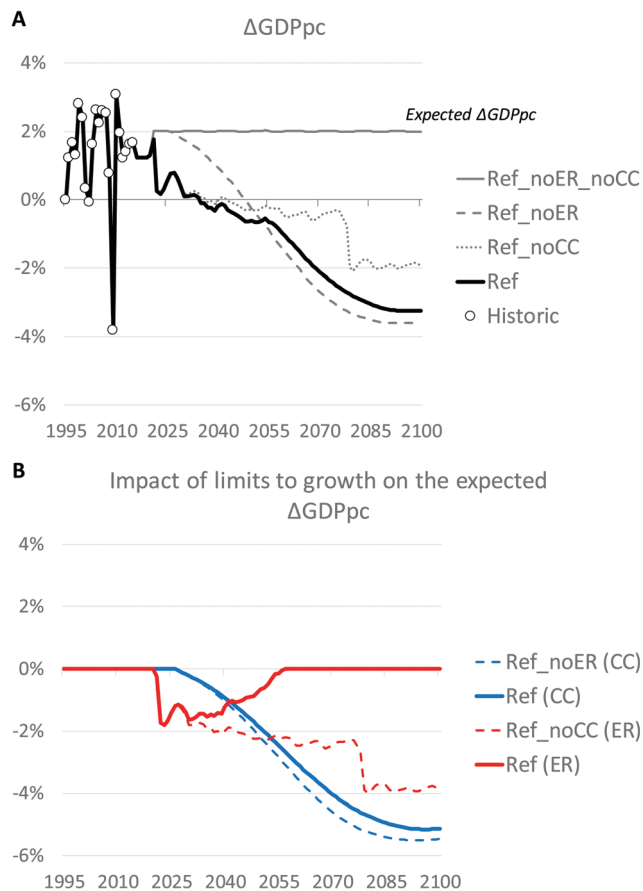 A
ΔGDPpc
4%
2%
0%
-2%
-4%
-6%
Expected ΔGDPpc
Ref_noER_noCC
Ref_noER
Ref_noCC
Ref
Historic
1995 2010 2025 2040 2055 2070 2085 2100
B
Impact of limits to growth on the expected
ΔGDPpc
4%
2%
0%
-2%
-4%
-6%
Ref_noER (CC)
Ref (CC)
Ref_noCC (ER)
Ref (ER)
1995 2010 2025 2040 2055 2070 2085 2100